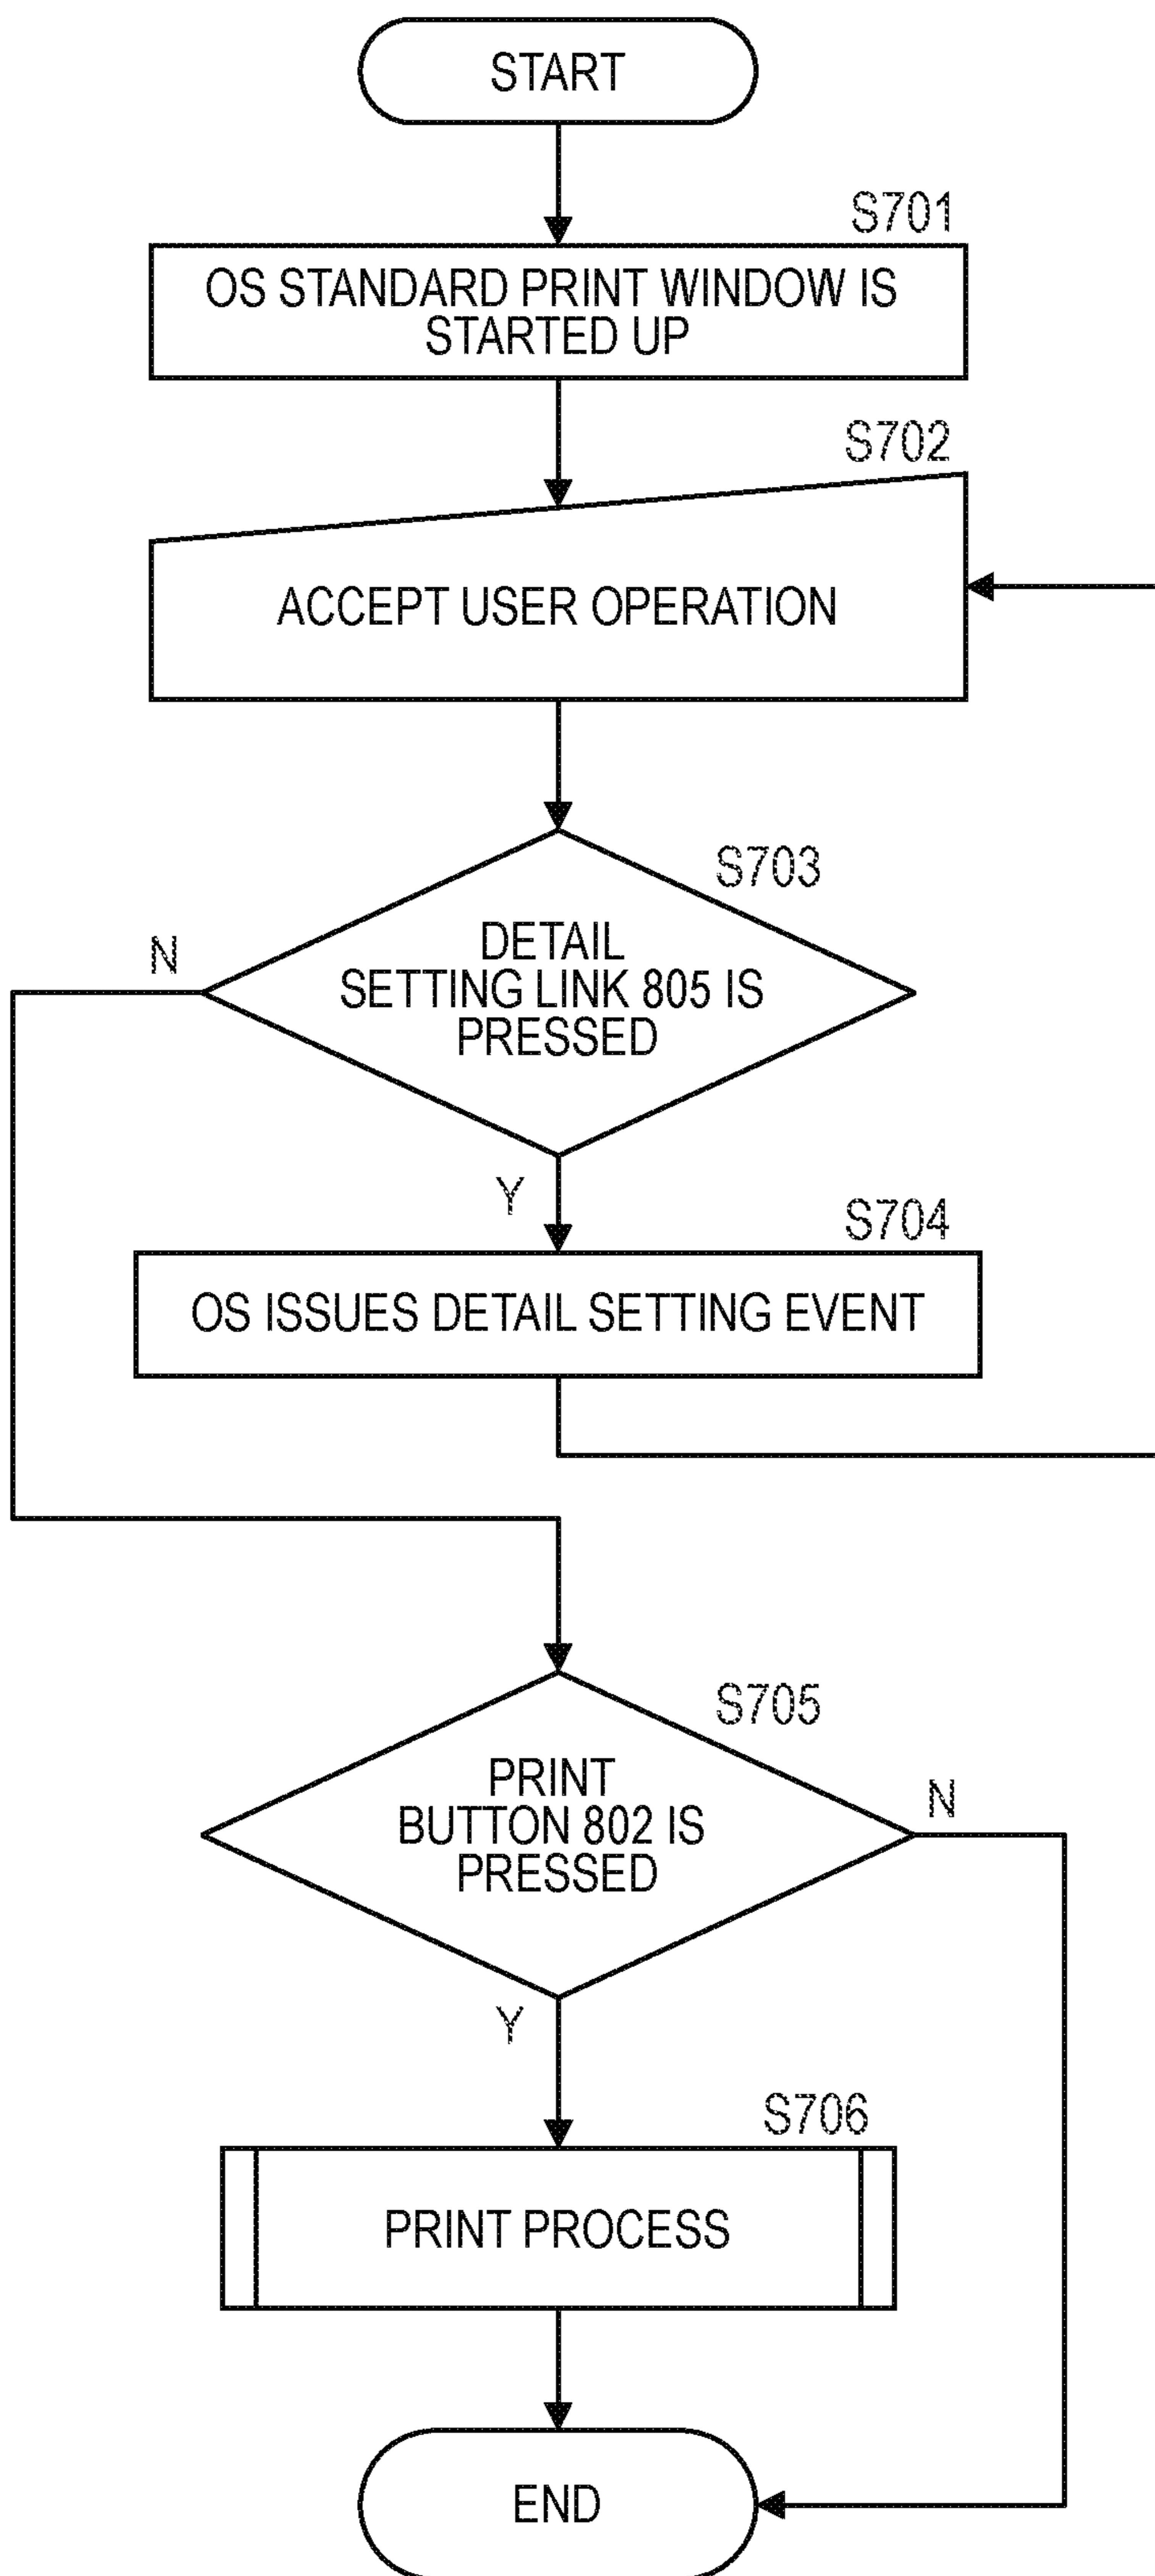 START
S701
OS STANDARD PRINT WINDOW IS
STARTED UP
S702
ACCEPT USER OPERATION
S703
DETAIL
SETTING LINK 805 IS
PRESSED
N
Y
S704
OS ISSUES DETAIL SETTING EVENT
S705
PRINT
BUTTON 802 IS
PRESSED
N
Y
S706
PRINT PROCESS
END